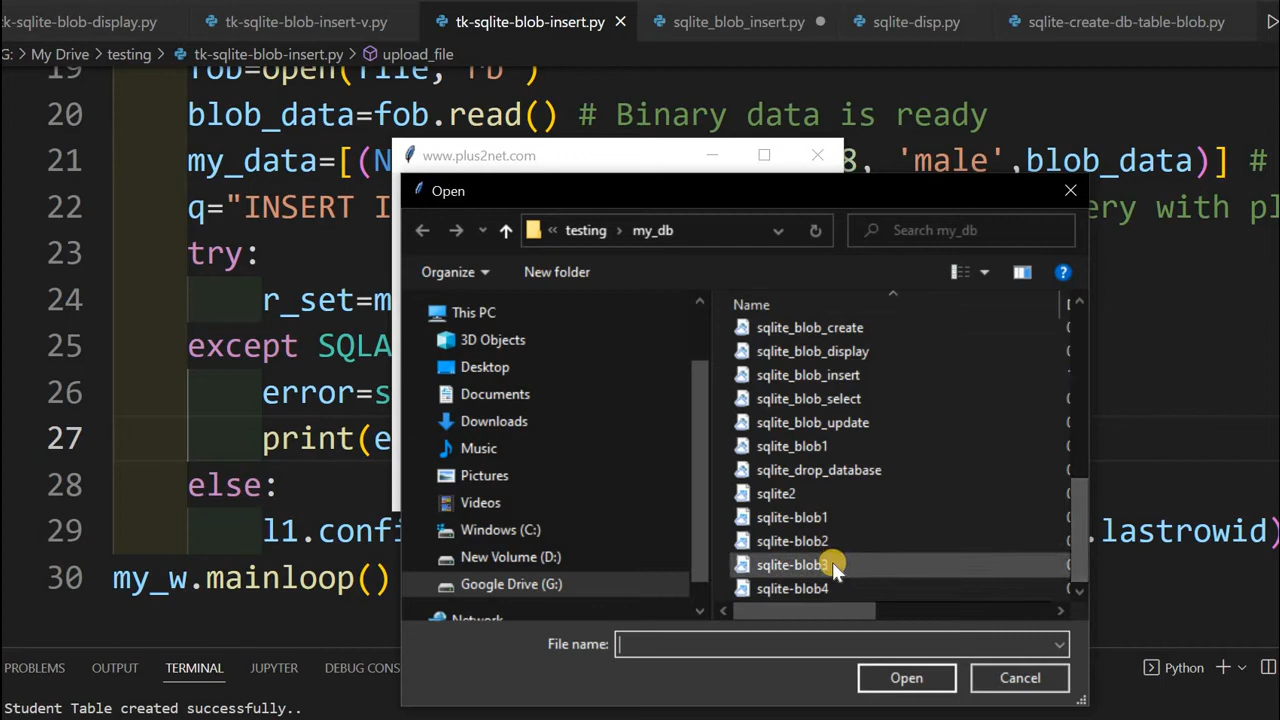 k-sqlite-blob-display.py tk-sqlite-blob-insert-v.py tk-sqlite-blob-insert.py sqlite_blob_insert.py sqlite-disp.py sqlite-create-db-table-blob.py
G: > My Drive > testing > tk-sqlite-blob-insert.py > upload_file
19 fob=open(file,'rb')
20 blob_data=fob.read() # Binary data is ready
21 my_data=[(N 8, 'male',blob_data)] #
22 q="INSERT I ery with pl
23 try:
24 r_set=m
25 except SQLA
26 error=s
27 print(e
28 else:
29 l1.confi .lastrowid)
30 my_w.mainloop()
www.plus2net.com
Open
testing > my_db
Search my_db
Organize
New folder
This PC
3D Objects
Desktop
Documents
Downloads
Music
Pictures
Videos
Windows (C:)
New Volume (D:)
Google Drive (G:)
Network
Name
sqlite_blob_create
sqlite_blob_display
sqlite_blob_insert
sqlite_blob_select
sqlite_blob_update
sqlite_blob1
sqlite_drop_database
sqlite2
sqlite-blob1
sqlite-blob2
sqlite-blob3
sqlite-blob4
File name:
Open
Cancel
PROBLEMS OUTPUT TERMINAL JUPYTER DEBUG CONS
Python
Student Table created successfully..